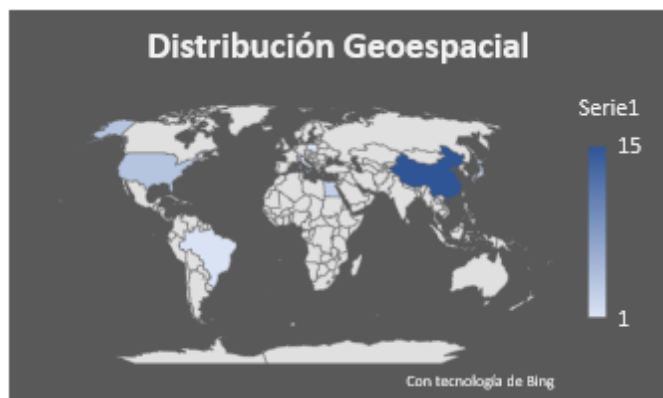 Distribución Geoespacial
Serie1
15
1
Con tecnología de Bing